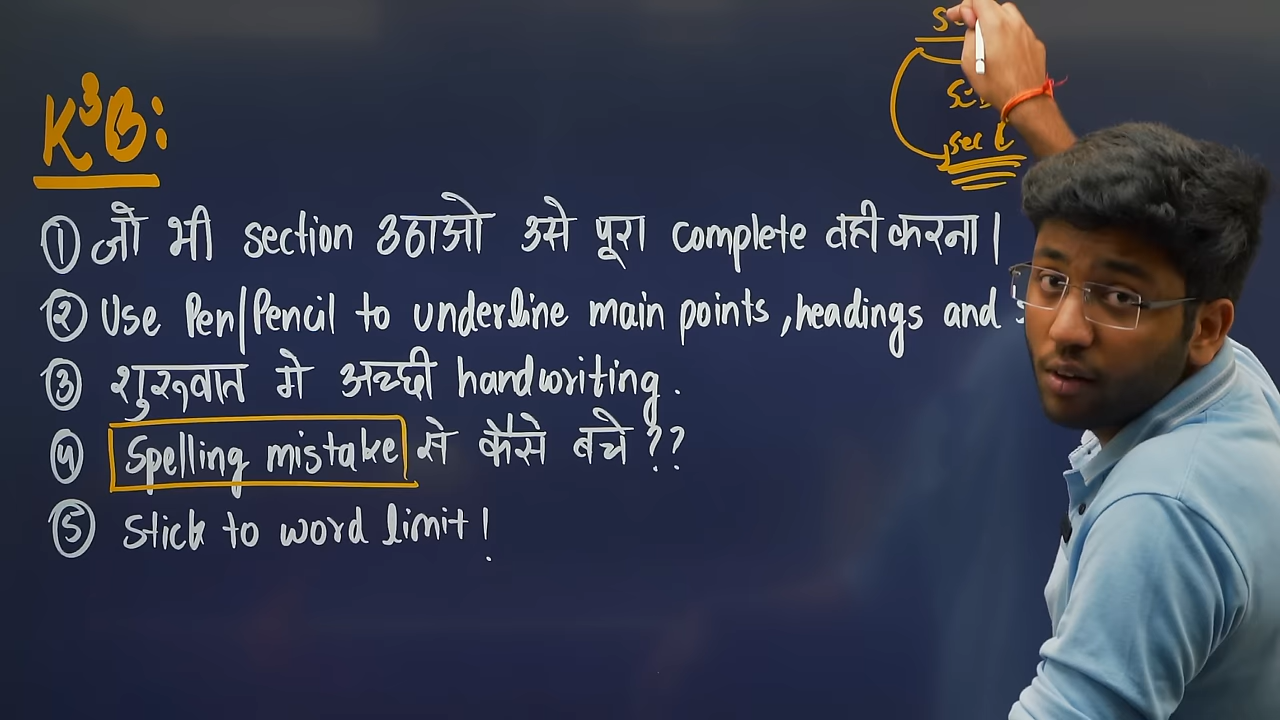 K³B:
① जो भी section उठाओ उसे पूरा complete वही करना।
② Use Pen/Pencil to underline main points, headings and
③ शुरुवात मे अच्छी handwriting.
④ Spelling mistake से कैसे बचे ??
⑤ Stick to word limit!
sec